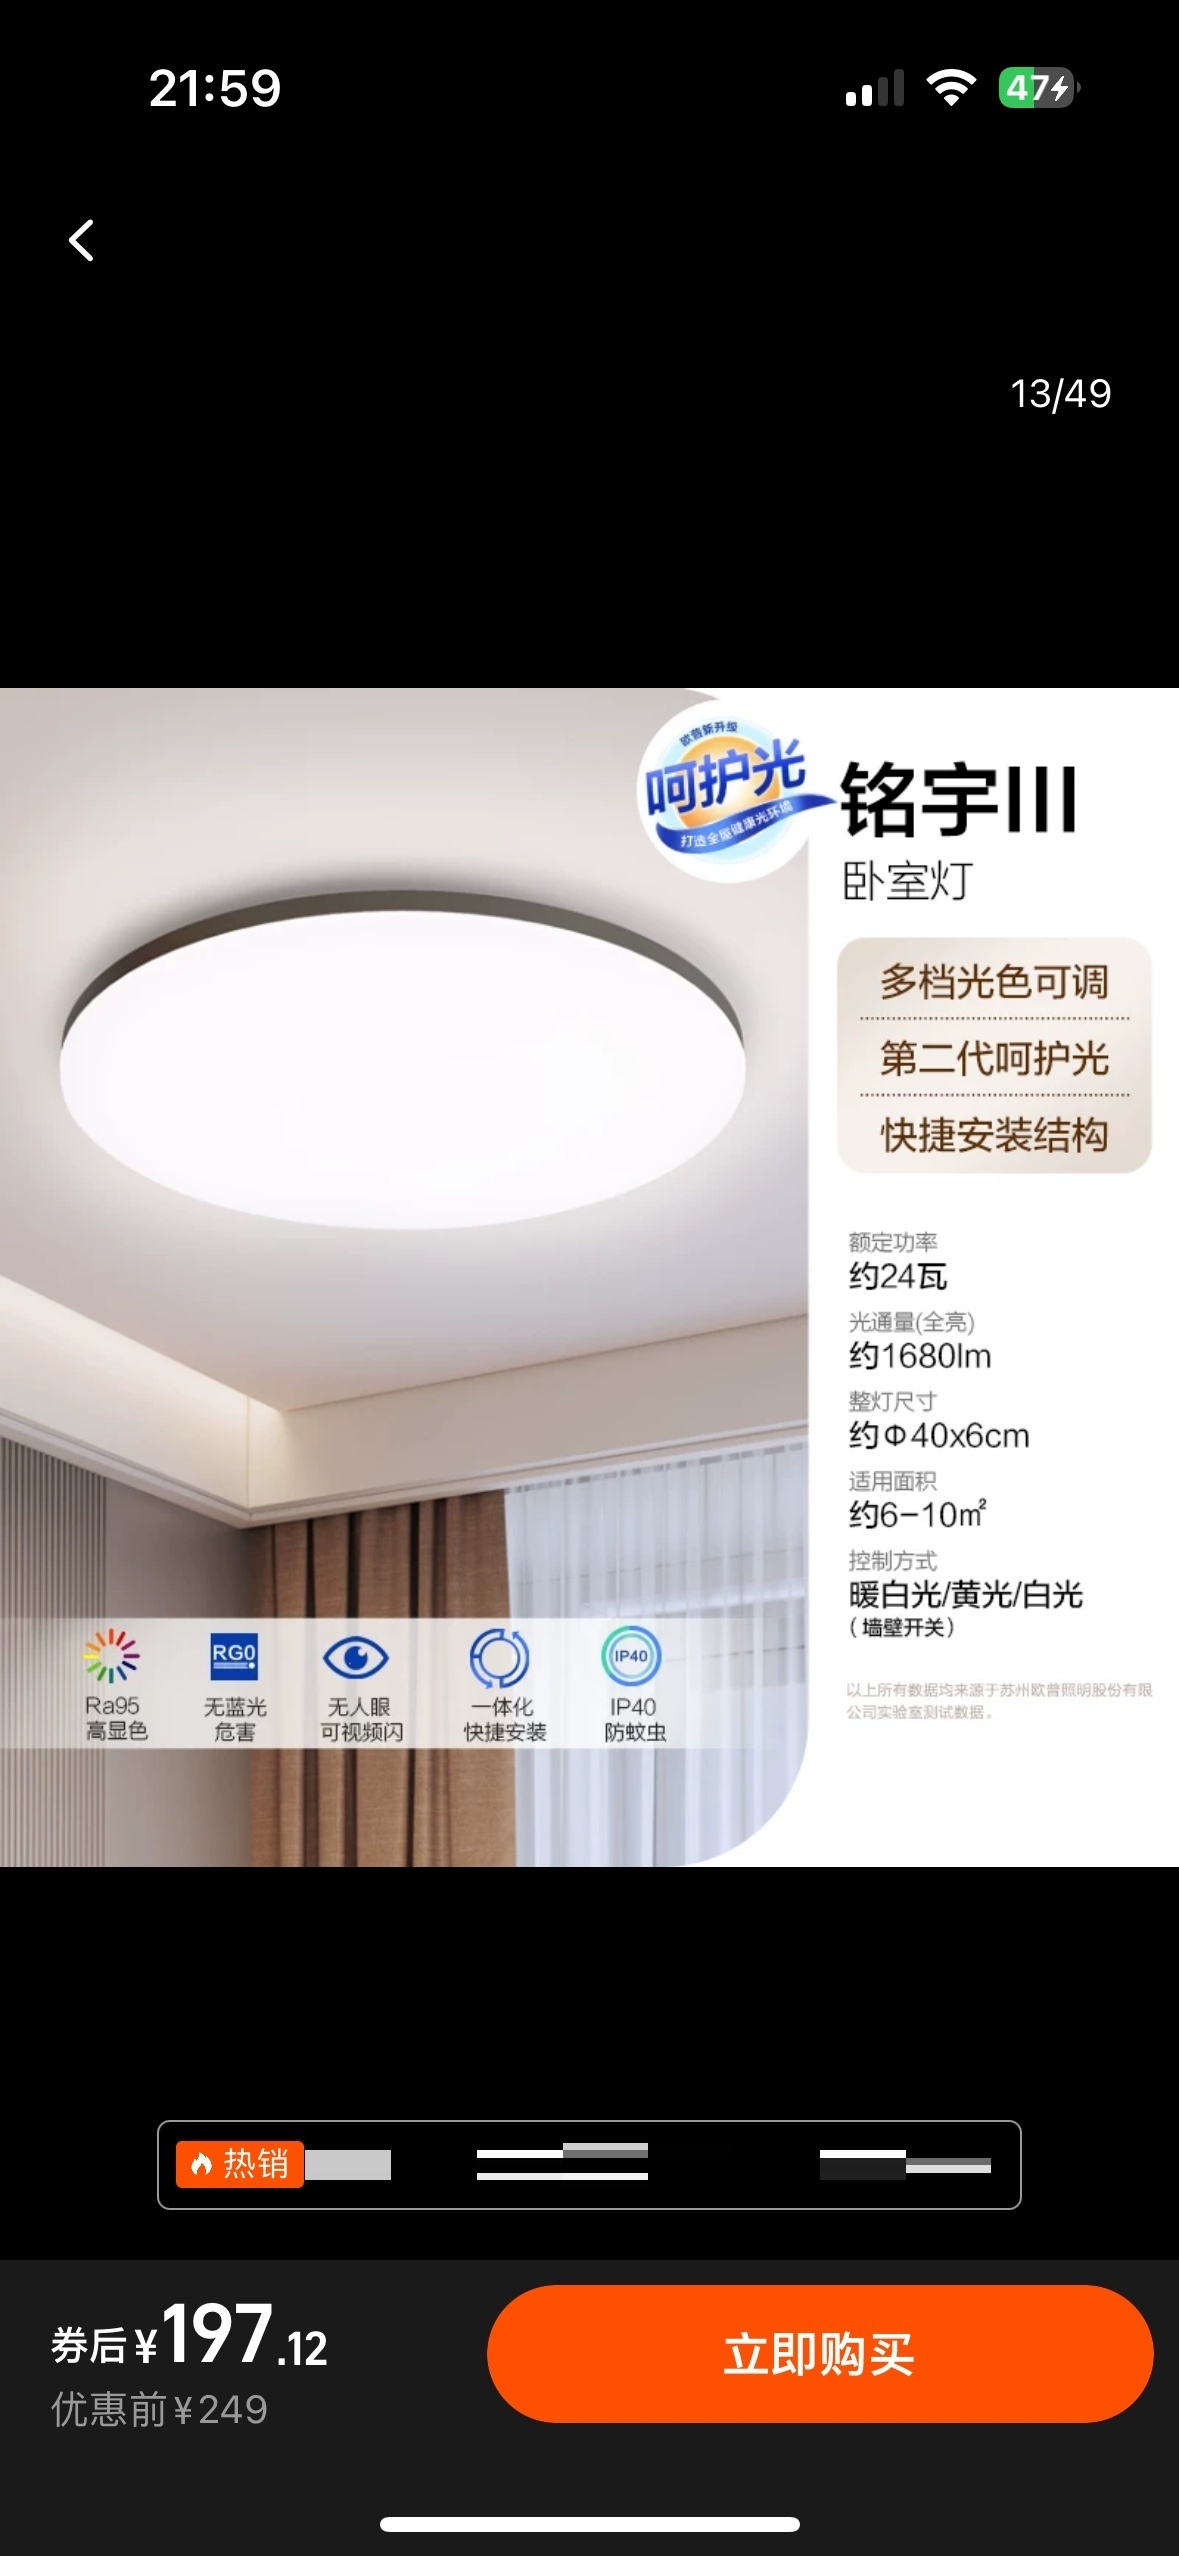 21:59
47
13/49
欧普新升级
呵护光
打造全屋健康光环境
铭宇III
卧室灯
多档光色可调
第二代呵护光
快捷安装结构
额定功率
约24瓦
光通量(全亮)
约1680lm
整灯尺寸
约Φ40x6cm
适用面积
约6-10㎡
控制方式
暖白光/黄光/白光
（墙壁开关）
以上所有数据均来源于苏州欧普照明股份有限
公司实验室测试数据。
Ra95
高显色
RG0
无蓝光
危害
无人眼
可视频闪
一体化
快捷安装
IP40
IP40
防蚊虫
热销
券后¥197.12
优惠前¥249
立即购买